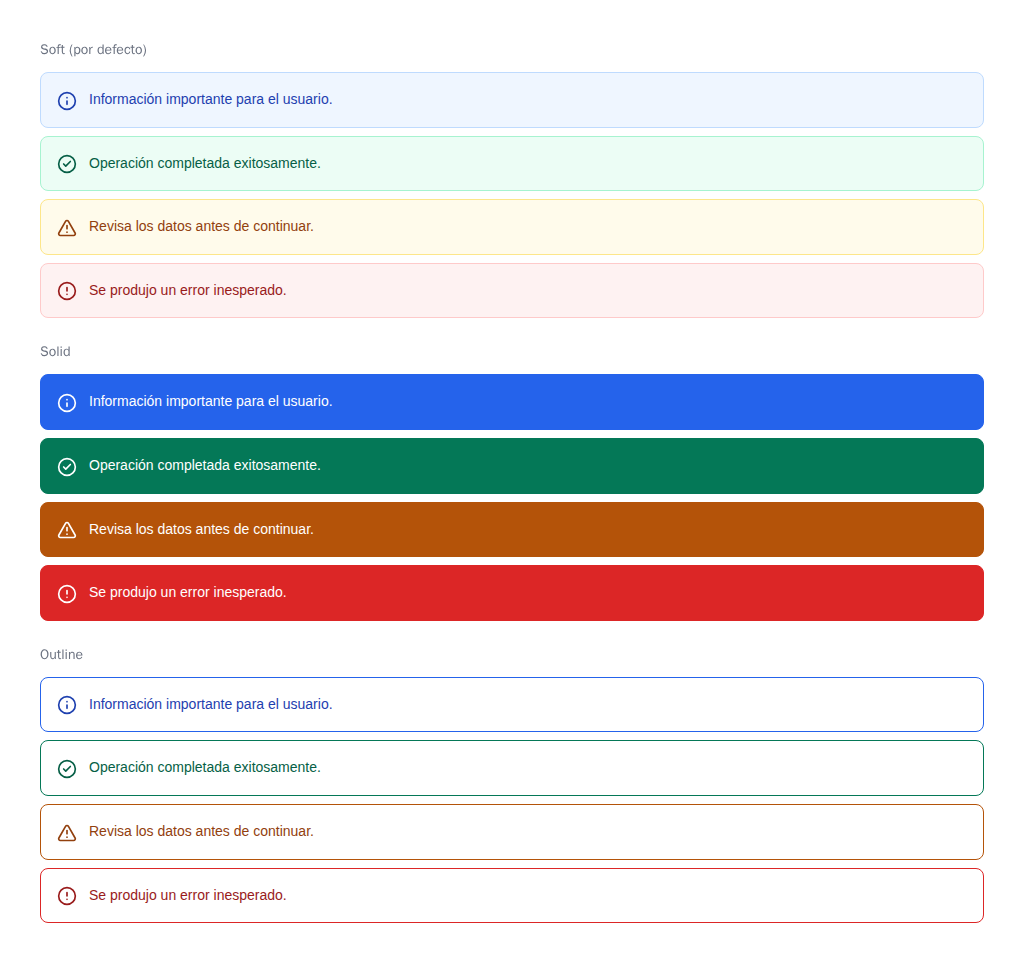 Soft (por defecto)
Información importante para el usuario.
Operación completada exitosamente.
Revisa los datos antes de continuar.
Se produjo un error inesperado.
Solid
Información importante para el usuario.
Operación completada exitosamente.
Revisa los datos antes de continuar.
Se produjo un error inesperado.
Outline
Información importante para el usuario.
Operación completada exitosamente.
Revisa los datos antes de continuar.
Se produjo un error inesperado.